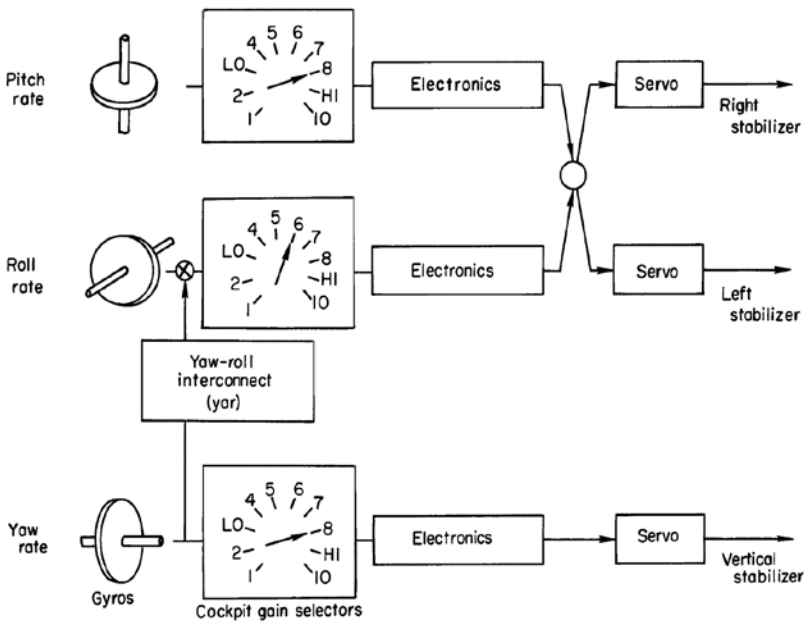 Pitch
rate
1
2
LO
4
5
6
7
8
HI
10
Electronics
Servo
Right
stabilizer
Roll
rate
1
2
LO
4
5
6
7
8
HI
10
Electronics
Servo
Left
stabilizer
Yaw-roll
interconnect
(yar)
Yaw
rate
Gyros
1
2
LO
4
5
6
7
8
HI
10
Cockpit gain selectors
Electronics
Servo
Vertical
stabilizer